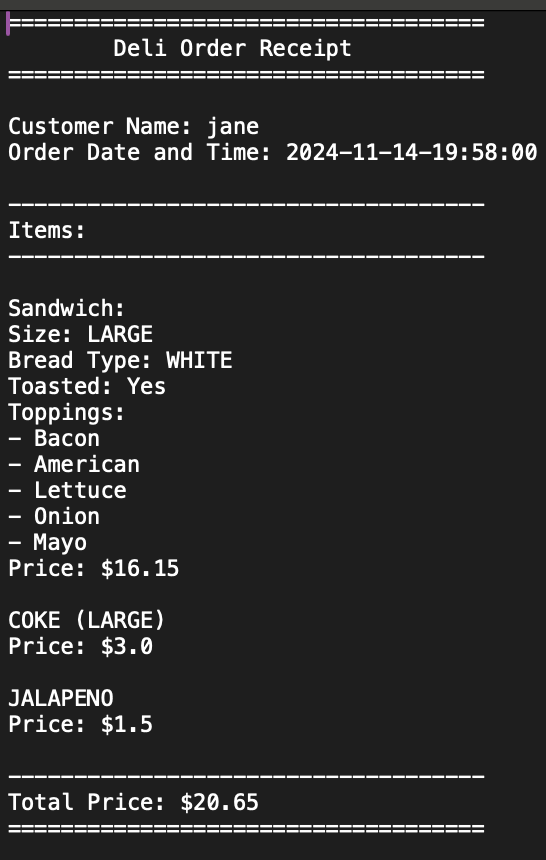 ====================================
        Deli Order Receipt
====================================
Customer Name: jane
Order Date and Time: 2024-11-14-19:58:00
------------------------------------
Items:
------------------------------------
Sandwich:
Size: LARGE
Bread Type: WHITE
Toasted: Yes
Toppings:
- Bacon
- American
- Lettuce
- Onion
- Mayo
Price: $16.15
COKE (LARGE)
Price: $3.0
JALAPENO
Price: $1.5
------------------------------------
Total Price: $20.65
====================================